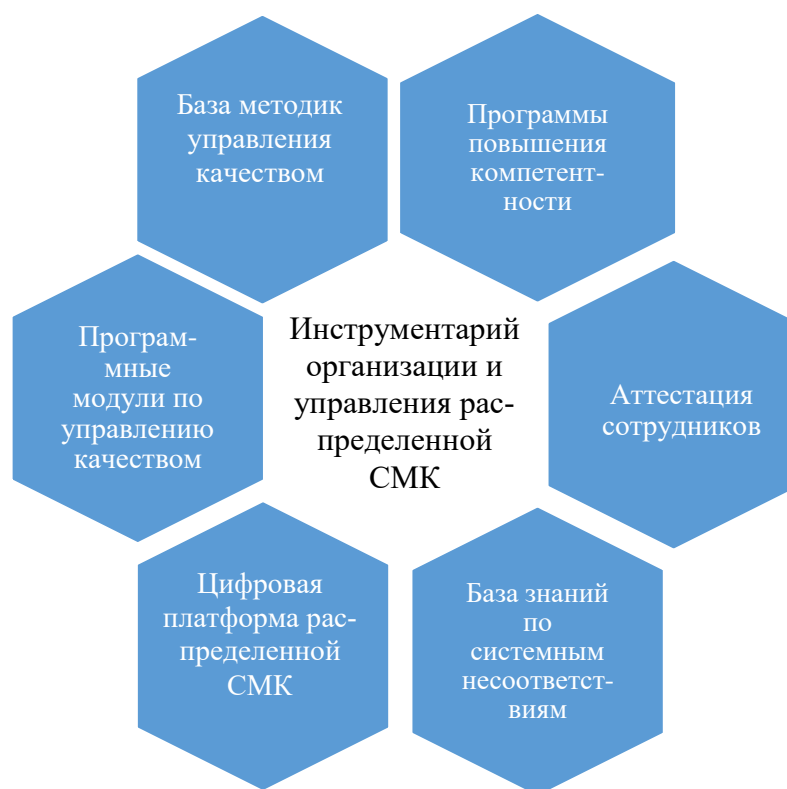 База методик
управления
качеством
Программы
повышения
компетент-
ности
Програм-
мные
модули по
управлению
качеством
Инструментарий
организации и
управления рас-
пределенной
СМК
Аттестация
сотрудников
Цифровая
платформа рас-
пределенной
СМК
База знаний
по
системным
несоответст-
виям